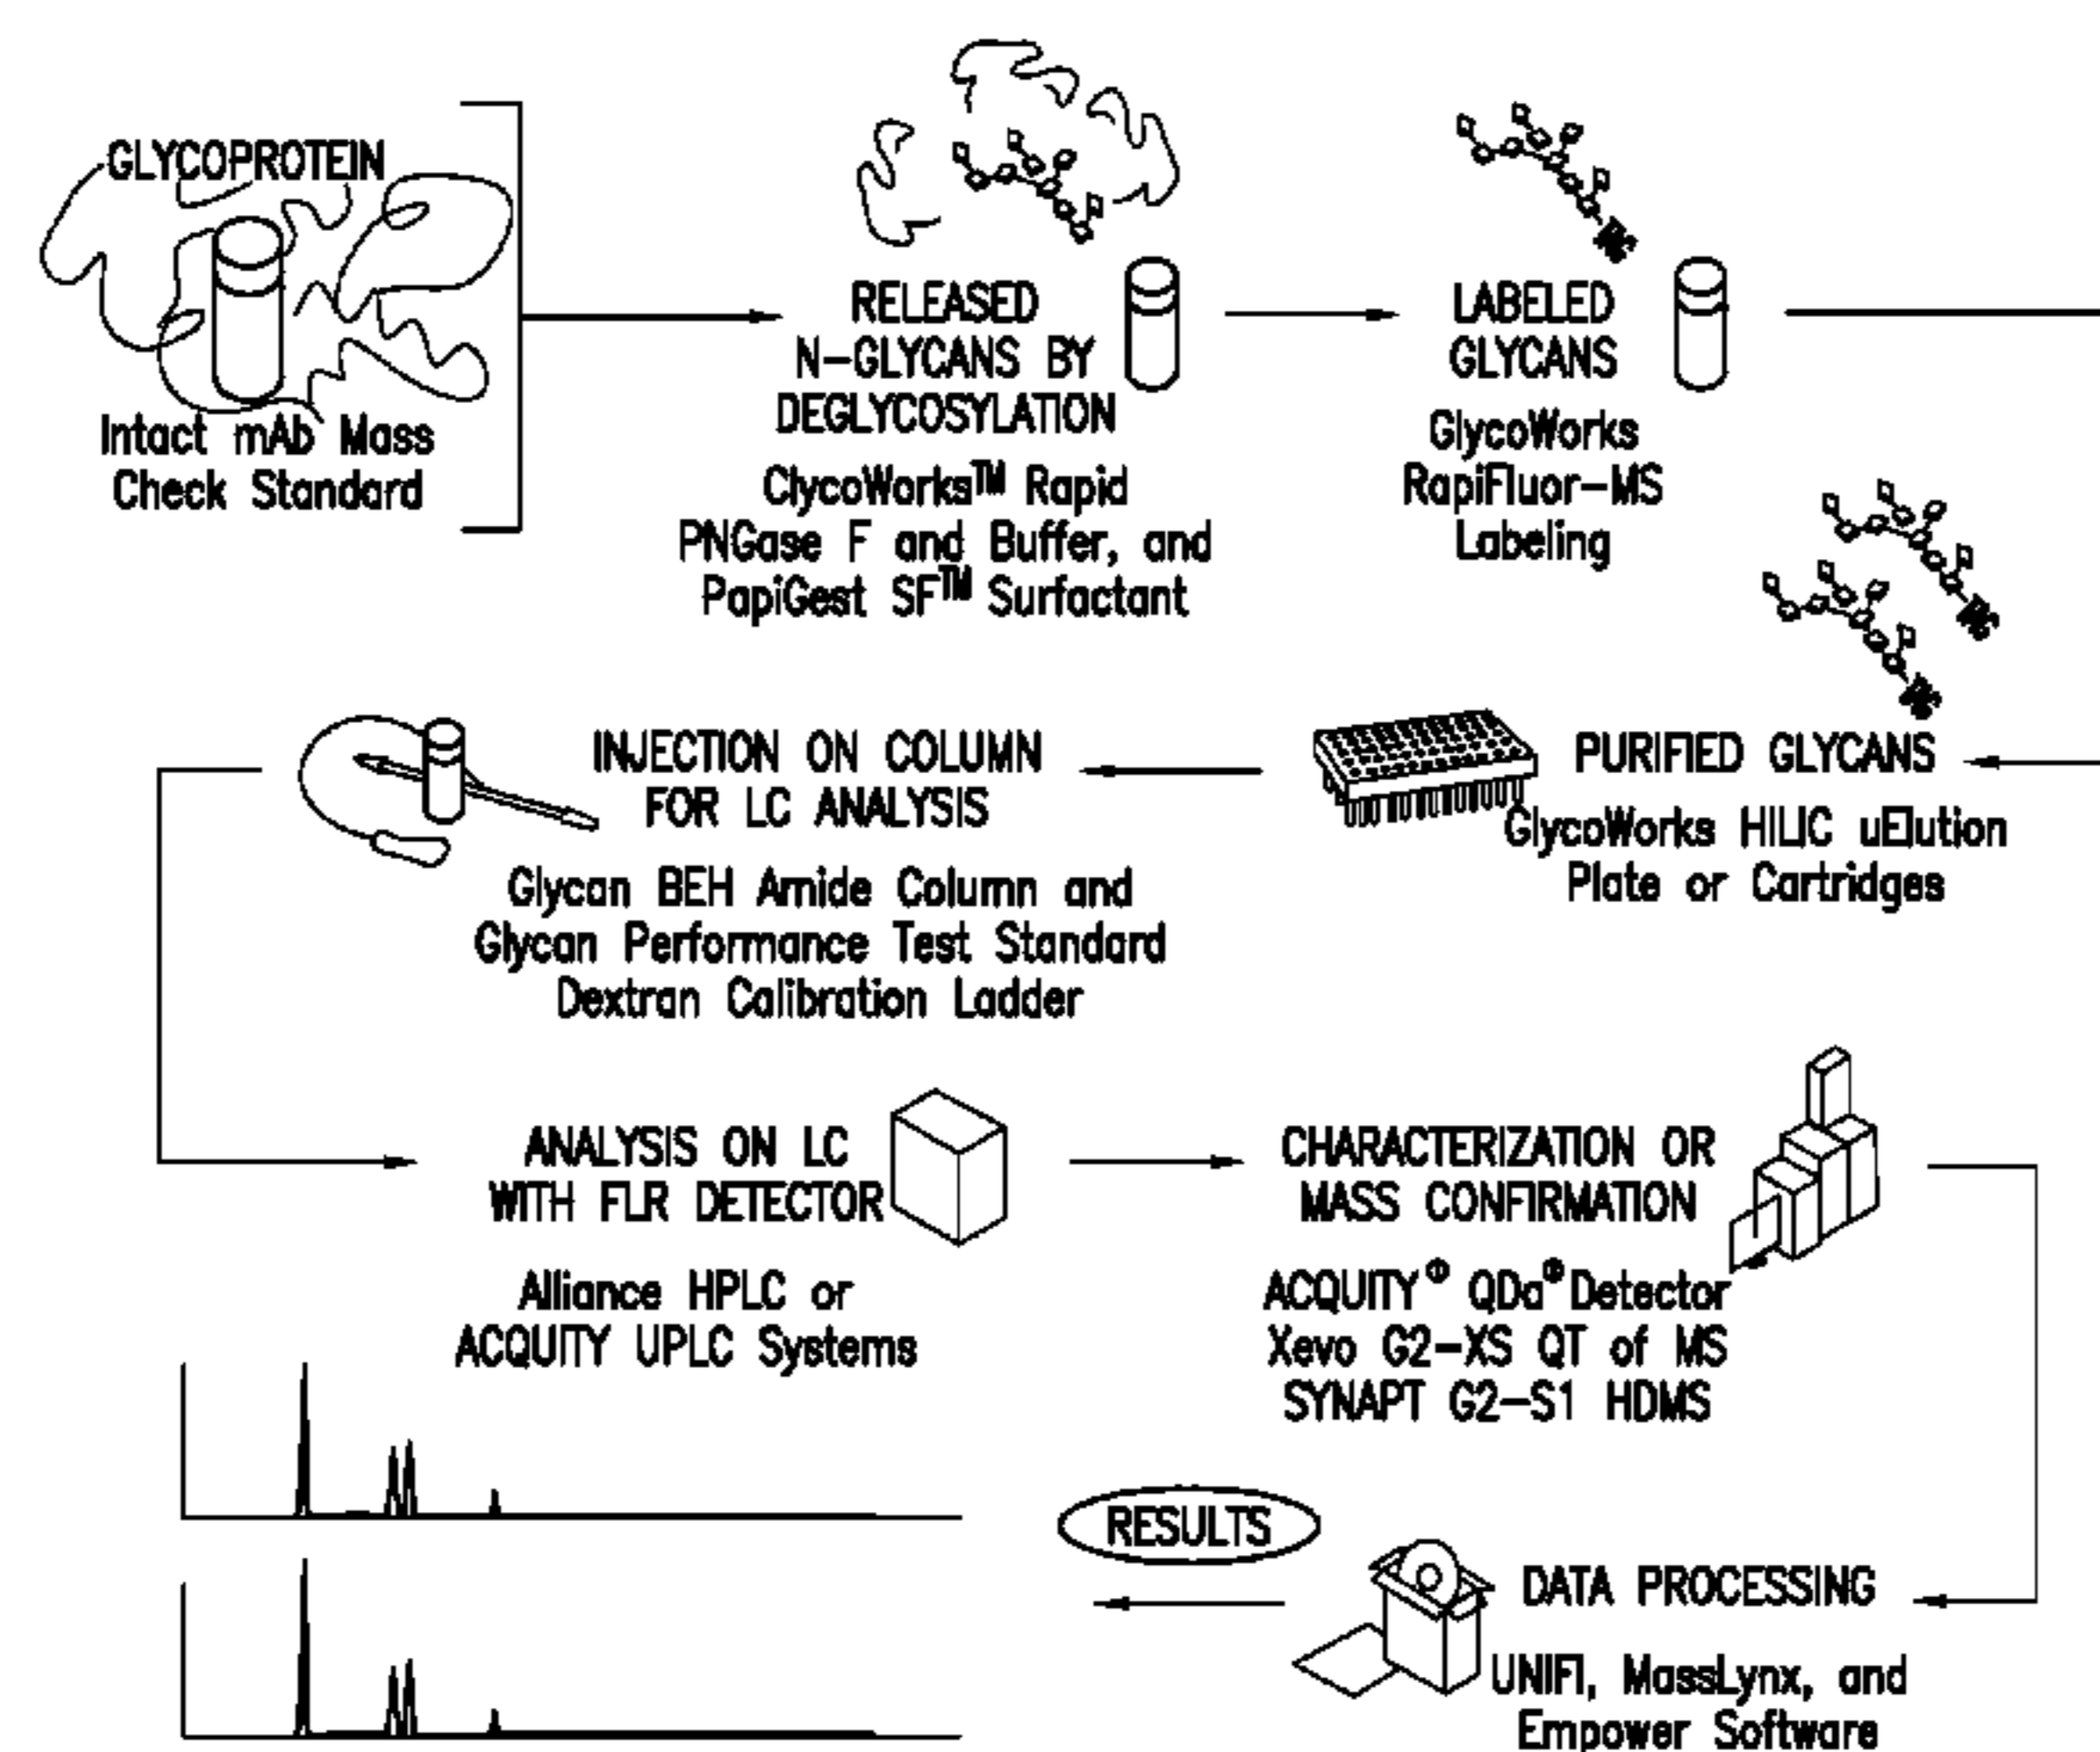 GLYCOPROTEIN
Intact mAb Mass
Check Standard
RELEASED
N-GLYCANS BY
DEGLYCOSYLATION
ClycoWorks™ Rapid
PNGase F and Buffer, and
PapiGest SF™ Surfactant
LABELED
GLYCANS
GlycoWorks
RapiFluor-MS
Labeling
PURIFIED GLYCANS
GlycoWorks HILIC uElution
Plate or Cartridges
INJECTION ON COLUMN
FOR LC ANALYSIS
Glycan BEH Amide Column and
Glycan Performance Test Standard
Dextran Calibration Ladder
ANALYSIS ON LC
WITH FLR DETECTOR
Alliance HPLC or
ACQUITY UPLC Systems
CHARACTERIZATION OR
MASS CONFIRMATION
ACQUITY® QDa® Detector
Xevo G2-XS QT of MS
SYNAPT G2-S1 HDMS
DATA PROCESSING
UNIFI, MassLynx, and
Empower Software
RESULTS